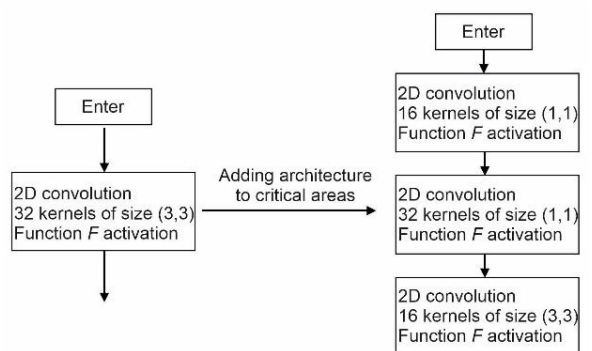 Enter
2D convolution
32 kernels of size (3,3)
Function F activation
Adding architecture
to critical areas
Enter
2D convolution
16 kernels of size (1,1)
Function F activation
2D convolution
32 kernels of size (1,1)
Function F activation
2D convolution
16 kernels of size (3,3)
Function F activation